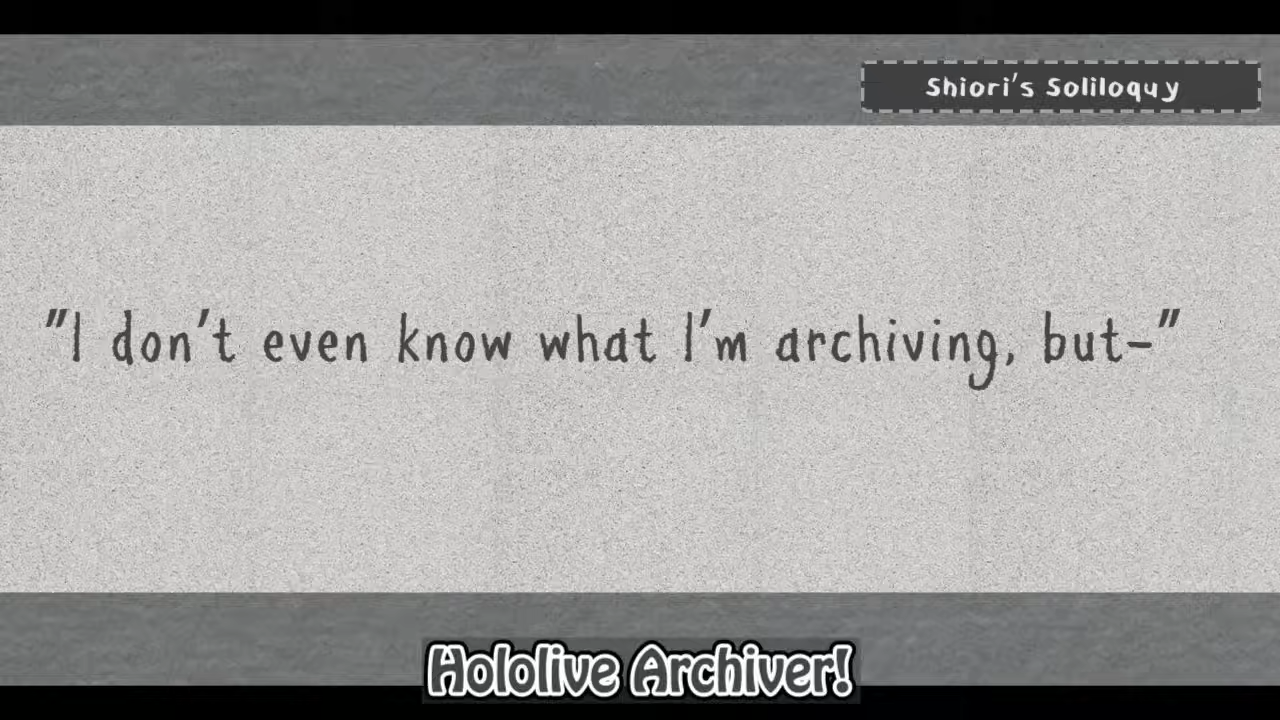 Shiori's Soliloquy
"I don't even know what I'm archiving, but-"
Hololive Archiver!